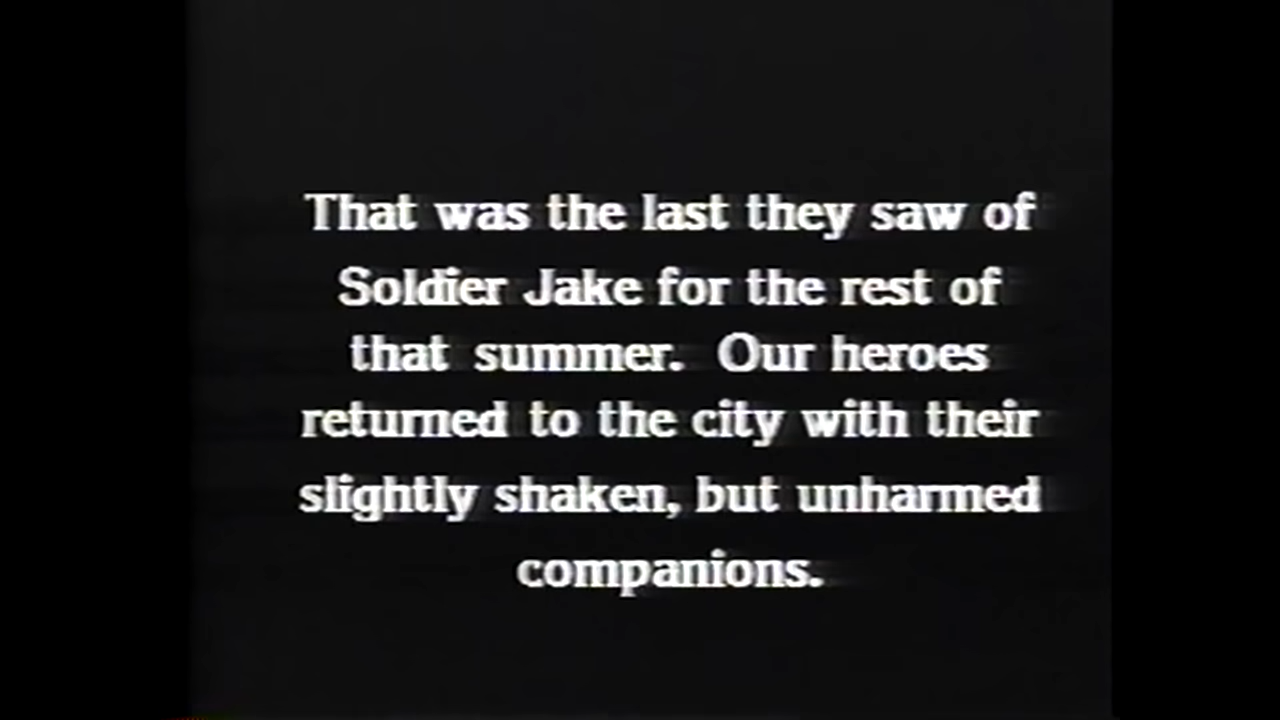 That was the last they saw of
Soldier Jake for the rest of
that summer. Our heroes
returned to the city with their
slightly shaken, but unharmed
companions.